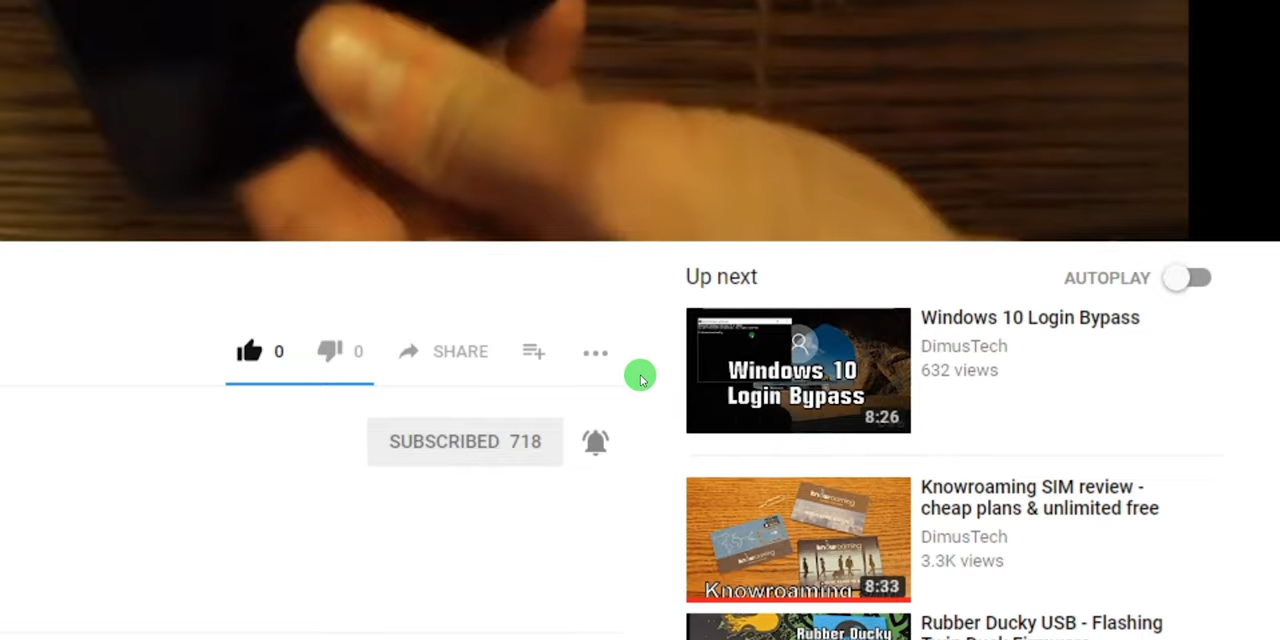 Up next
AUTOPLAY
0
0
SHARE
SUBSCRIBED 718
Windows 10
Login Bypass
8:26
Windows 10 Login Bypass
DimusTech
632 views
Knowroaming
8:33
Knowroaming SIM review -
cheap plans & unlimited free
DimusTech
3.3K views
Rubber Ducky
Rubber Ducky USB - Flashing